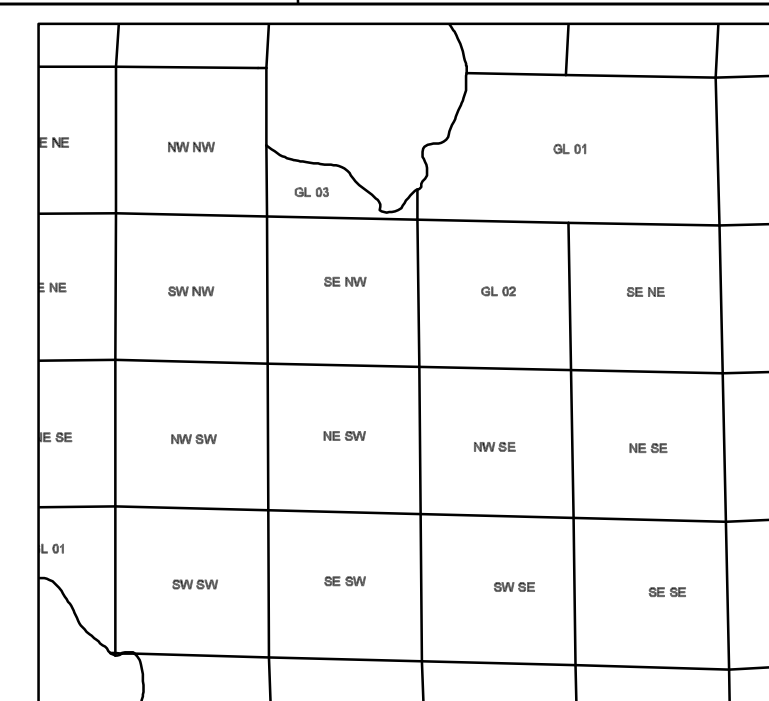 E NE
NW NW
GL 03
GL 01
E NE
SW NW
SE NW
GL 02
SE NE
IE SE
NW SW
NE SW
NW SE
NE SE
L 01
SW SW
SE SW
SW SE
SE SE